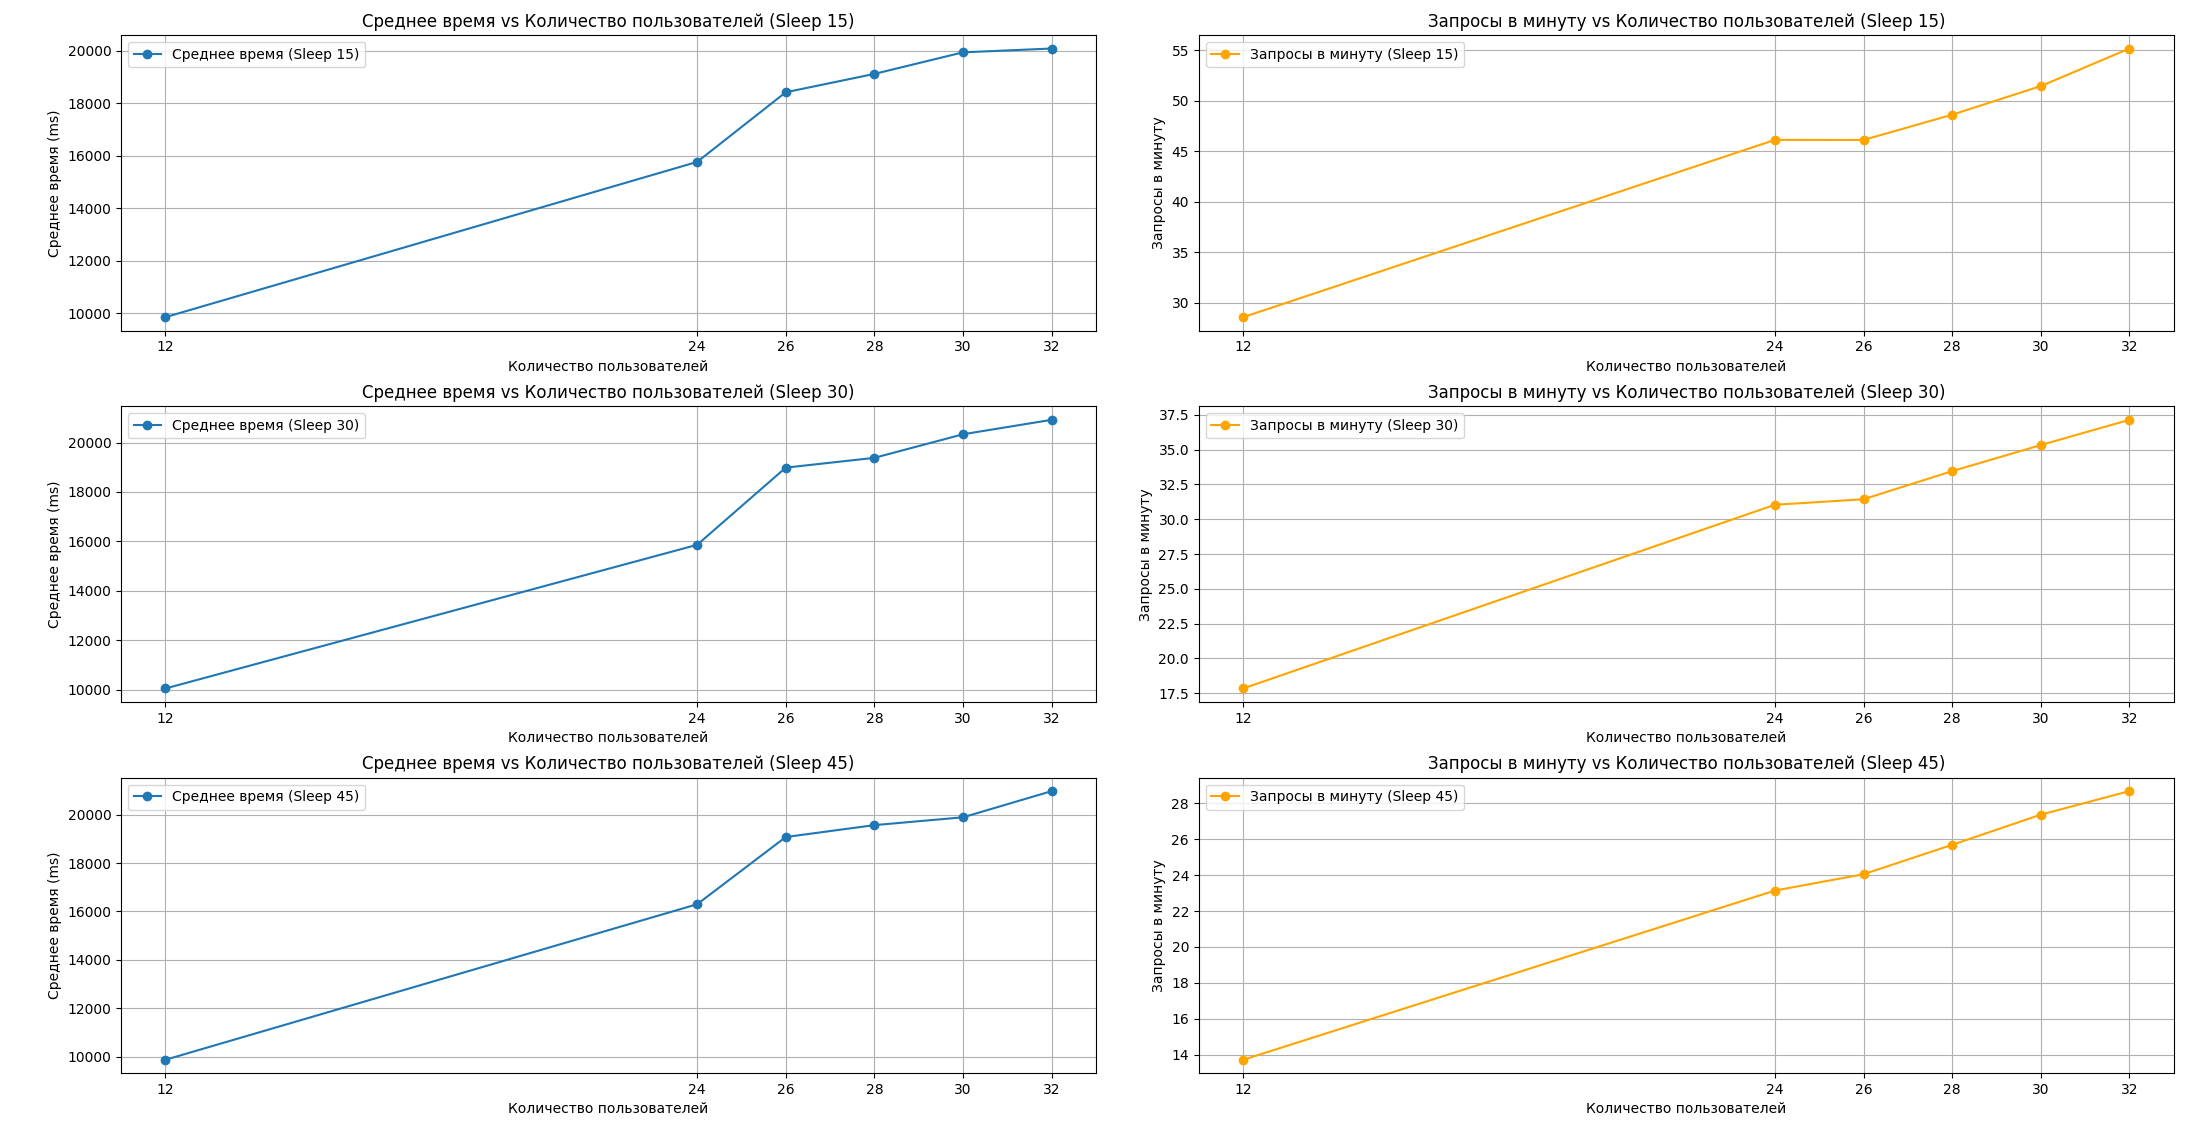 Среднее время vs Количество пользователей (Sleep 15)
Среднее время (Sleep 15)
Среднее время (ms)
20000
18000
16000
14000
12000
10000
12 24 26 28 30 32
Количество пользователей
Запросы в минуту vs Количество пользователей (Sleep 15)
Запросы в минуту (Sleep 15)
Запросы в минуту
55
50
45
40
35
30
12 24 26 28 30 32
Количество пользователей
Среднее время vs Количество пользователей (Sleep 30)
Среднее время (Sleep 30)
Среднее время (ms)
20000
18000
16000
14000
12000
10000
12 24 26 28 30 32
Количество пользователей
Запросы в минуту vs Количество пользователей (Sleep 30)
Запросы в минуту (Sleep 30)
Запросы в минуту
37.5
35.0
32.5
30.0
27.5
25.0
22.5
20.0
17.5
12 24 26 28 30 32
Количество пользователей
Среднее время vs Количество пользователей (Sleep 45)
Среднее время (Sleep 45)
Среднее время (ms)
20000
18000
16000
14000
12000
10000
12 24 26 28 30 32
Количество пользователей
Запросы в минуту vs Количество пользователей (Sleep 45)
Запросы в минуту (Sleep 45)
Запросы в минуту
28
26
24
22
20
18
16
14
12 24 26 28 30 32
Количество пользователей